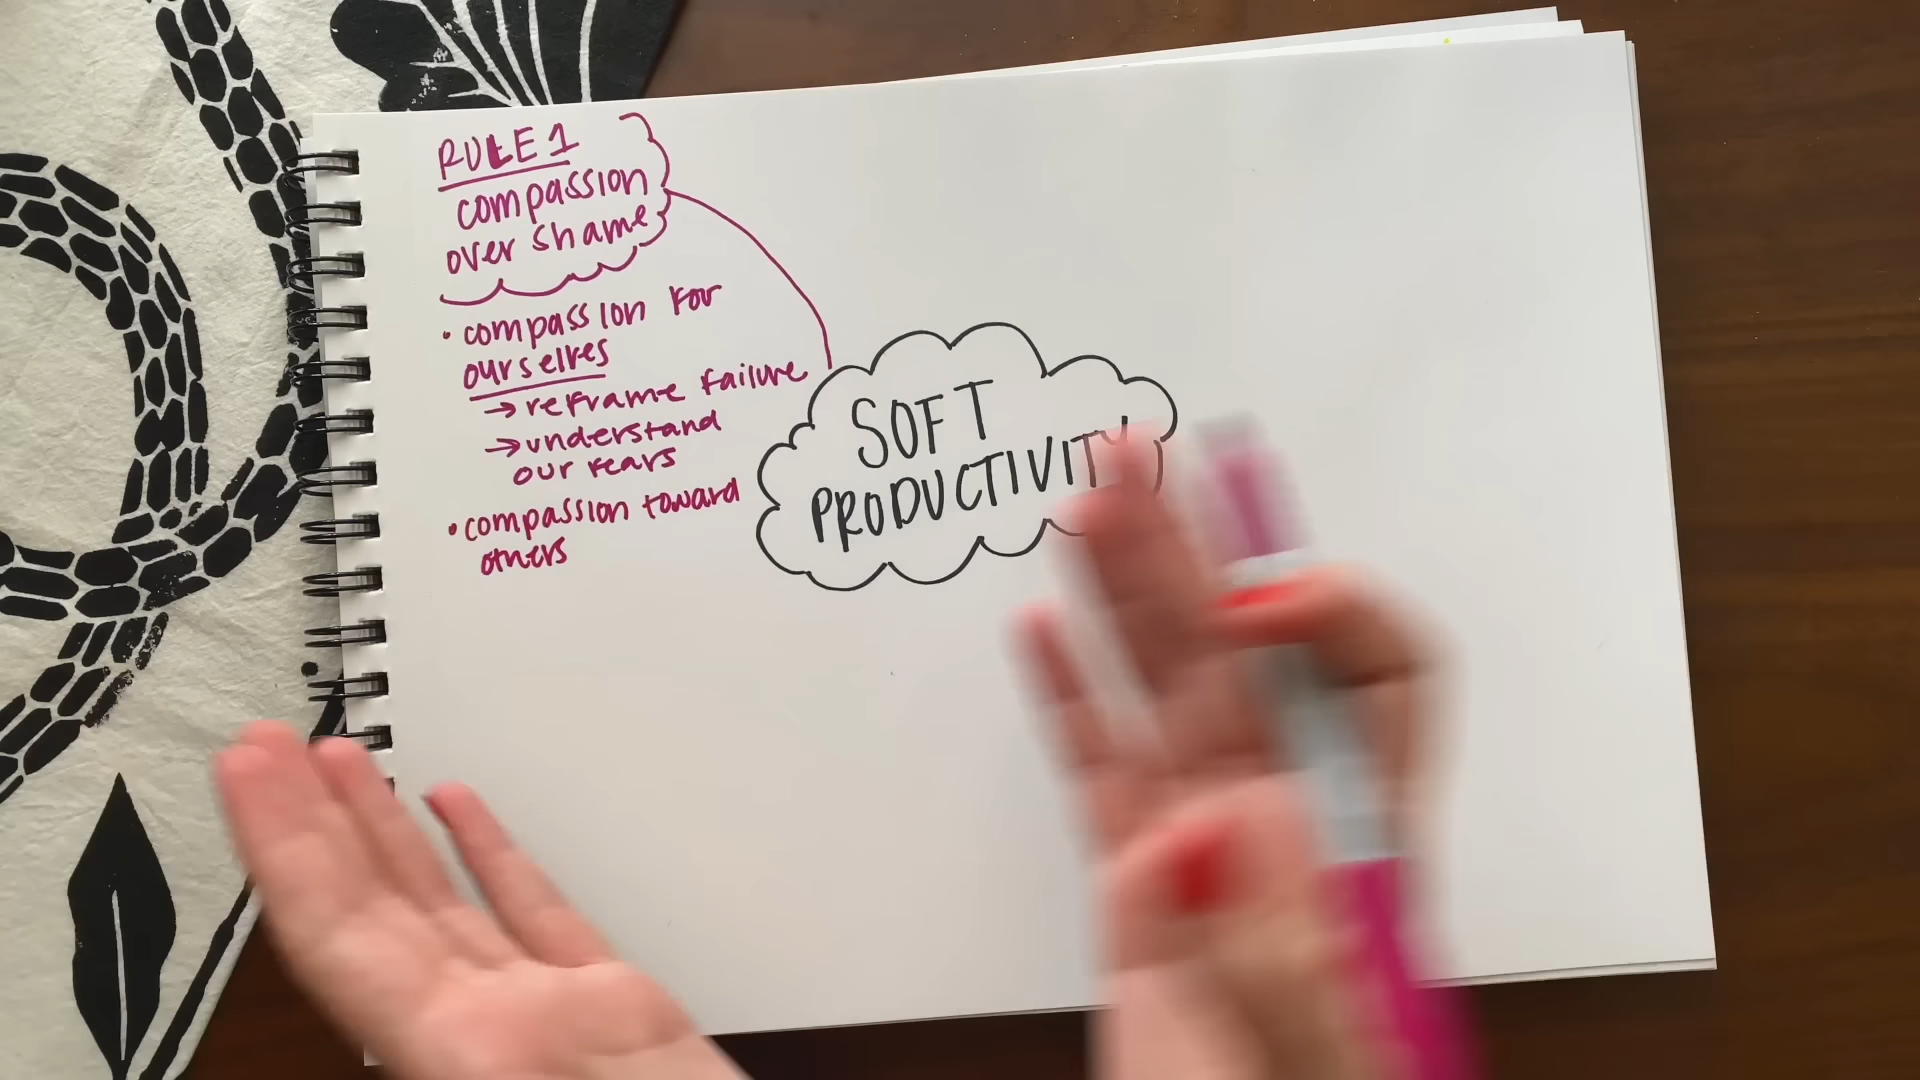 RULE 1
compassion
over shame
• compassion for
ourselves
→ reframe failure
→ understand
our fears
• compassion toward
others
SOFT
PRODUCTIVITY